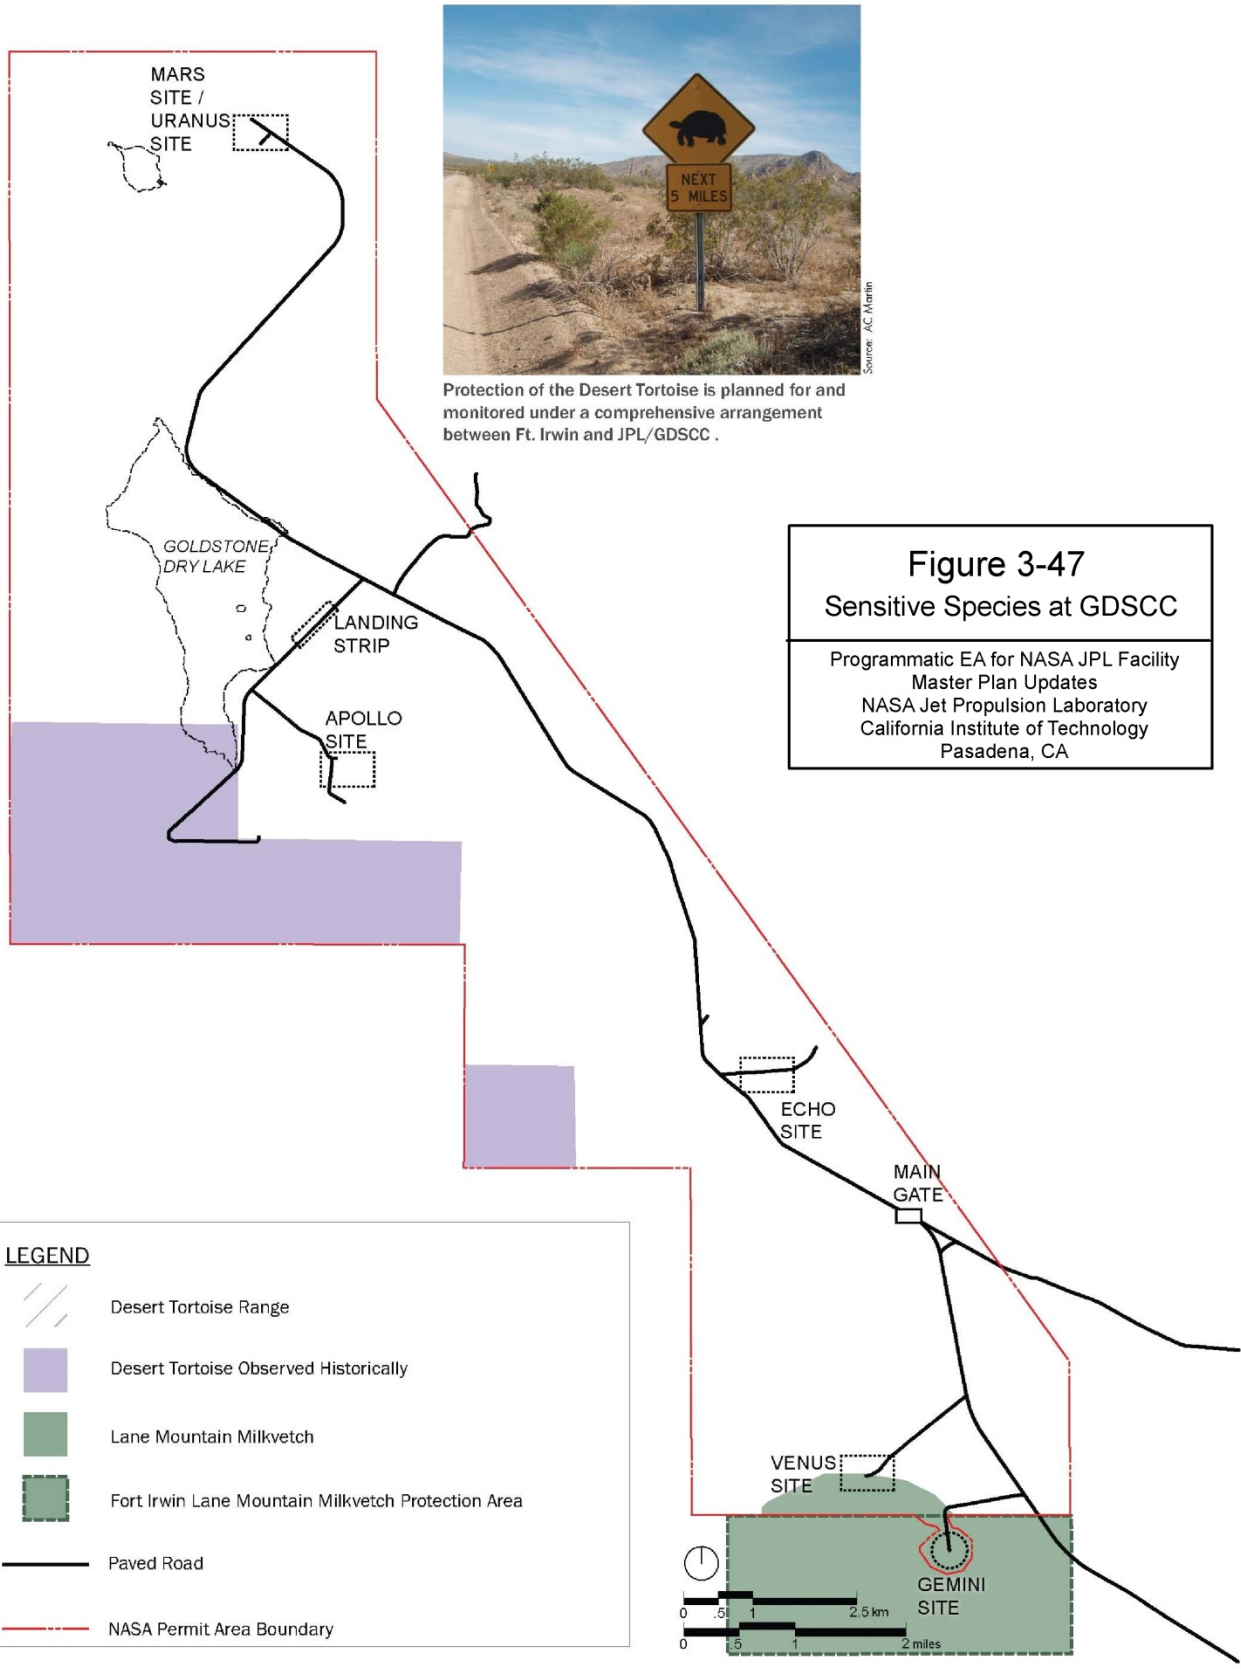 MARS
SITE /
URANUS
SITE
NEXT
5 MILES
Source: AC Martin
Protection of the Desert Tortoise is planned for and
monitored under a comprehensive arrangement
between Ft. Irwin and JPL/GDSCC .
GOLDSTONE
DRY LAKE
LANDING
STRIP
APOLLO
SITE
Figure 3-47
Sensitive Species at GDSCC
Programmatic EA for NASA JPL Facility
Master Plan Updates
NASA Jet Propulsion Laboratory
California Institute of Technology
Pasadena, CA
ECHO
SITE
MAIN
GATE
LEGEND
Desert Tortoise Range
Desert Tortoise Observed Historically
Lane Mountain Milkvetch
Fort Irwin Lane Mountain Milkvetch Protection Area
Paved Road
NASA Permit Area Boundary
VENUS
SITE
GEMINI
SITE
0 .5 1 2.5 km
0 .5 1 2 miles